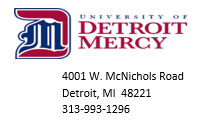 UNIVERSITY OF
DETROIT
MERCY
4001 W. McNichols Road
Detroit, MI  48221
313-993-1296